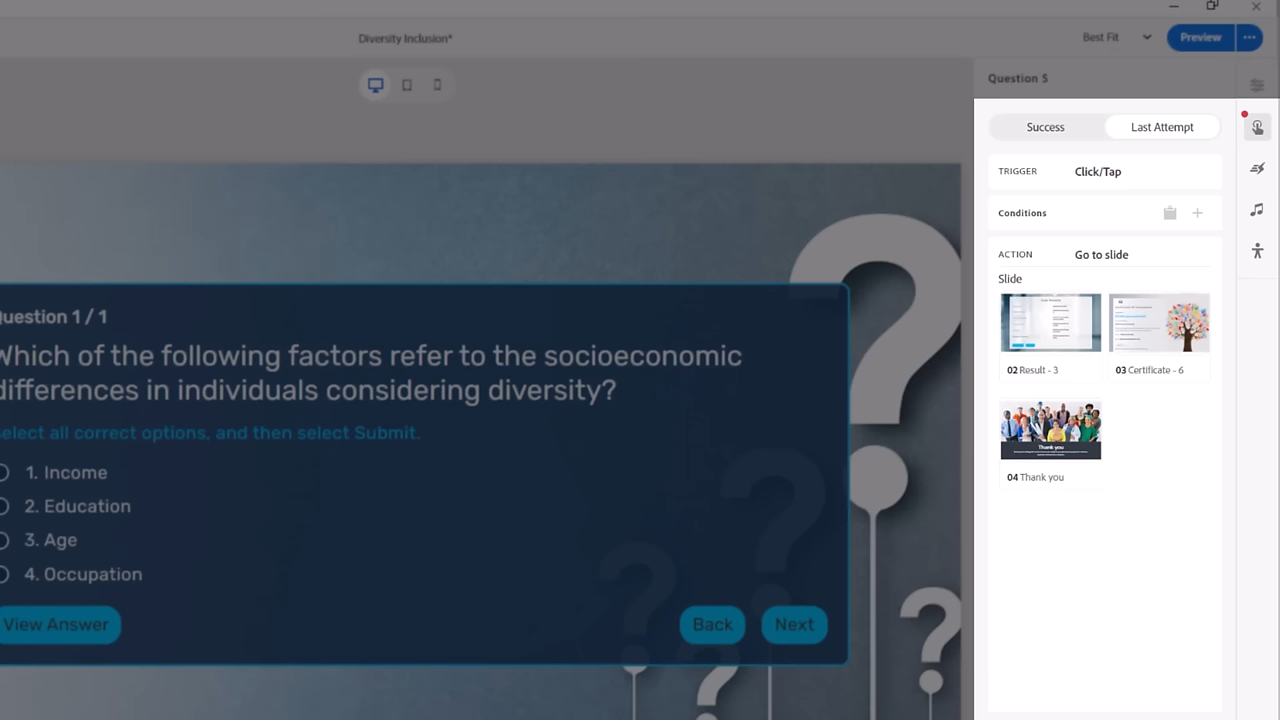 Diversity Inclusion*
Best Fit
Preview
Question 5
Success
Last Attempt
TRIGGER
Click/Tap
Conditions
ACTION
Go to slide
Slide
02 Result - 3
03 Certificate - 6
Thank you
04 Thank you
uestion 1 / 1
Which of the following factors refer to the socioeconomic
differences in individuals considering diversity?
elect all correct options, and then select Submit.
1. Income
2. Education
3. Age
4. Occupation
View Answer
Back
Next